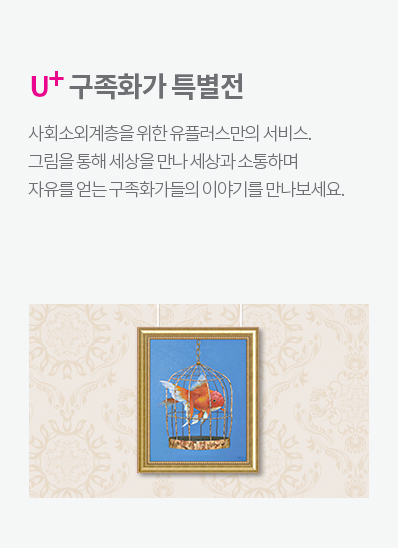 U+ 구족화가 특별전
사회소외계층을 위한 유플러스만의 서비스.
그림을 통해 세상을 만나 세상과 소통하며
자유를 얻는 구족화가들의 이야기를 만나보세요.